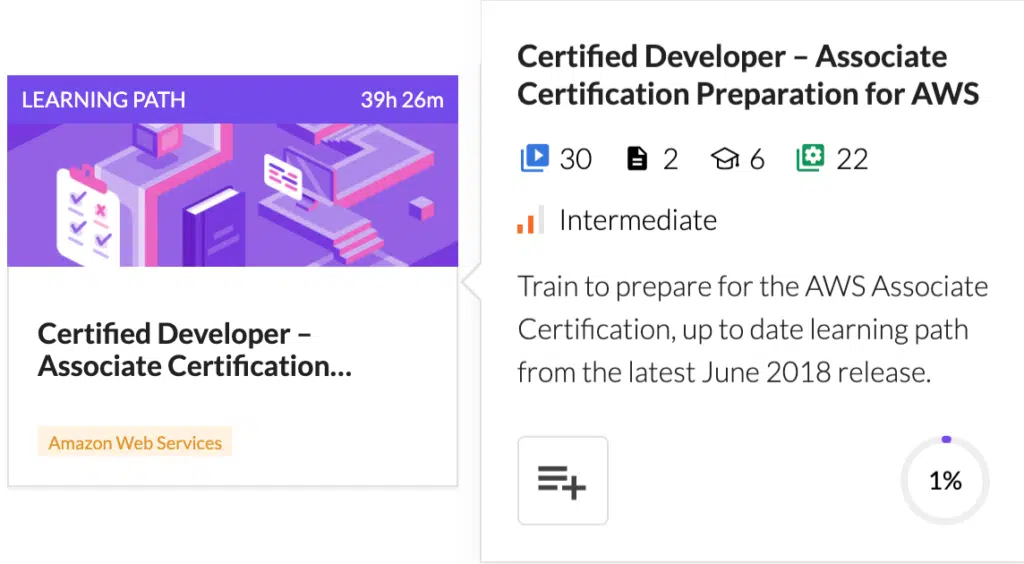 LEARNING PATH 39h 26m
Certified Developer –
Associate Certification...
Amazon Web Services
Certified Developer – Associate
Certification Preparation for AWS
30 2 6 22
Intermediate
Train to prepare for the AWS Associate
Certification, up to date learning path
from the latest June 2018 release.
1%